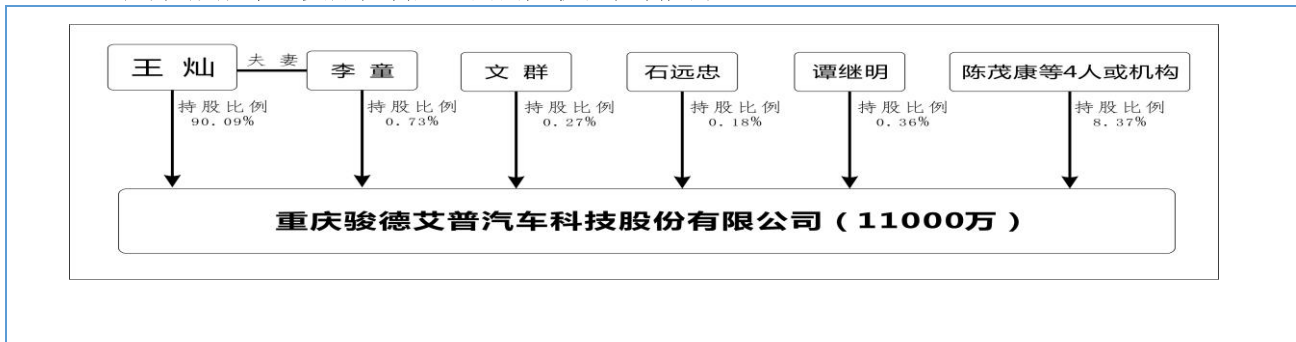 王 灿
夫 妻
李 童
文 群
石远忠
谭继明
陈茂康等4人或机构
持股比例
90.09%
持股比例
0.73%
持股比例
0.27%
持股比例
0.18%
持股比例
0.36%
持股比例
8.37%
重庆骏德艾普汽车科技股份有限公司（11000万）